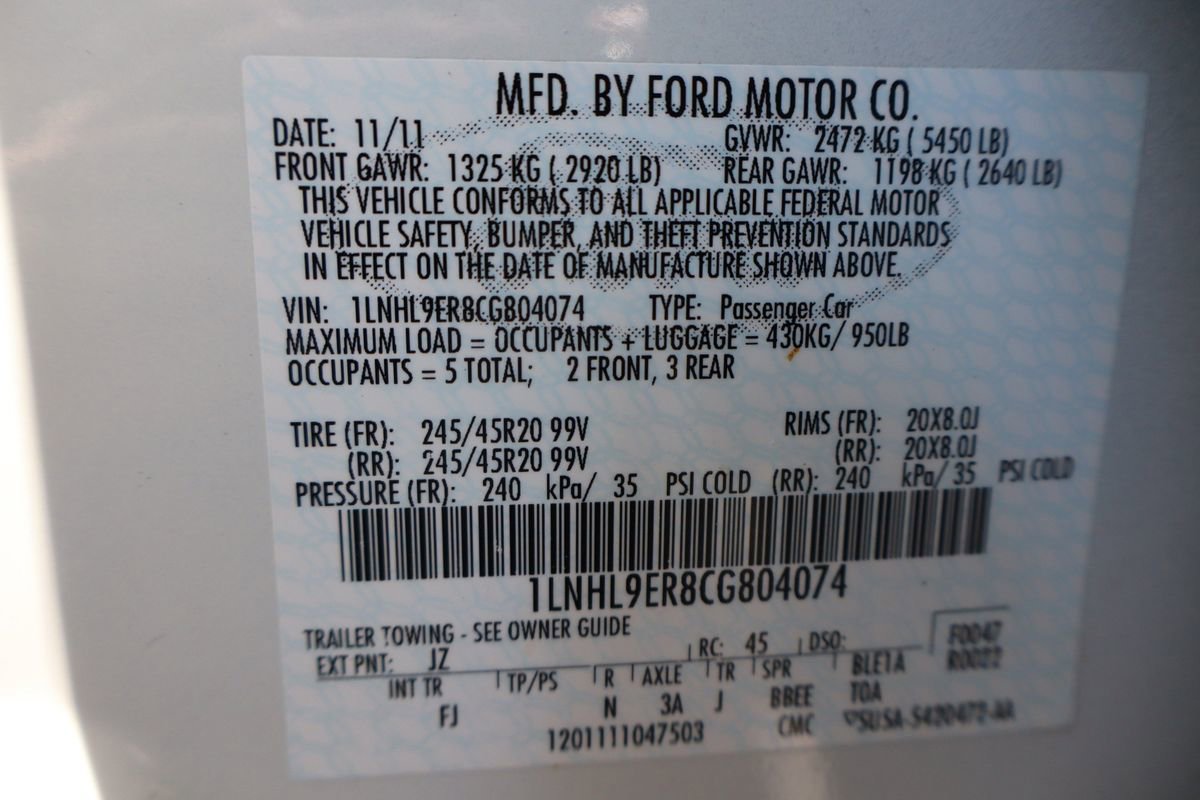 MFD. BY FORD MOTOR CO.
DATE: 11/11 GVWR: 2472 KG ( 5450 LB)
FRONT GAWR: 1325 KG ( 2920 LB) REAR GAWR: 1198 KG ( 2640 LB)
THIS VEHICLE CONFORMS TO ALL APPLICABLE FEDERAL MOTOR
VEHICLE SAFETY, BUMPER, AND THEFT PREVENTION STANDARDS
IN EFFECT ON THE DATE OF MANUFACTURE SHOWN ABOVE.
VIN: 1LNHL9ER8CG804074 TYPE: Passenger Car
MAXIMUM LOAD = OCCUPANTS + LUGGAGE = 430KG/ 950LB
OCCUPANTS = 5 TOTAL; 2 FRONT, 3 REAR
TIRE (FR): 245/45R20 99V RIMS (FR): 20X8.0J
(RR): 245/45R20 99V (RR): 20X8.0J
PRESSURE (FR): 240 kPa/ 35 PSI COLD (RR): 240 kPa/ 35 PSI COLD
1LNHL9ER8CG804074
TRAILER TOWING - SEE OWNER GUIDE
EXT PNT: JZ RC: 45 DSO: F0047
R0022
INT TR TP/PS R AXLE TR SPR BLE1A
FJ N 3A J BBEE TOA
1201111047503 CMC